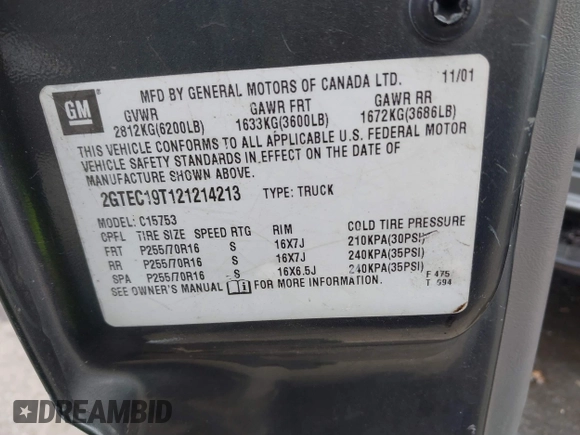 GM
MFD BY GENERAL MOTORS OF CANADA LTD. 11/01
GVWR GAWR FRT GAWR RR
2812KG(6200LB) 1633KG(3600LB) 1672KG(3686LB)
THIS VEHICLE CONFORMS TO ALL APPLICABLE U.S. FEDERAL MOTOR
VEHICLE SAFETY STANDARDS IN EFFECT ON THE DATE OF
MANUFACTURE SHOWN ABOVE.
2GTEC19T121214213 TYPE: TRUCK
MODEL: C15753
CPFL TIRE SIZE SPEED RTG RIM COLD TIRE PRESSURE
FRT P255/70R16 S 16X7J 210KPA(30PSI)
RR P255/70R16 S 16X7J 240KPA(35PSI)
SPA P255/70R16 S 16X6.5J 240KPA(35PSI)
SEE OWNER'S MANUAL FOR MORE INFORMATION. F 475
T 594
DREAMBID